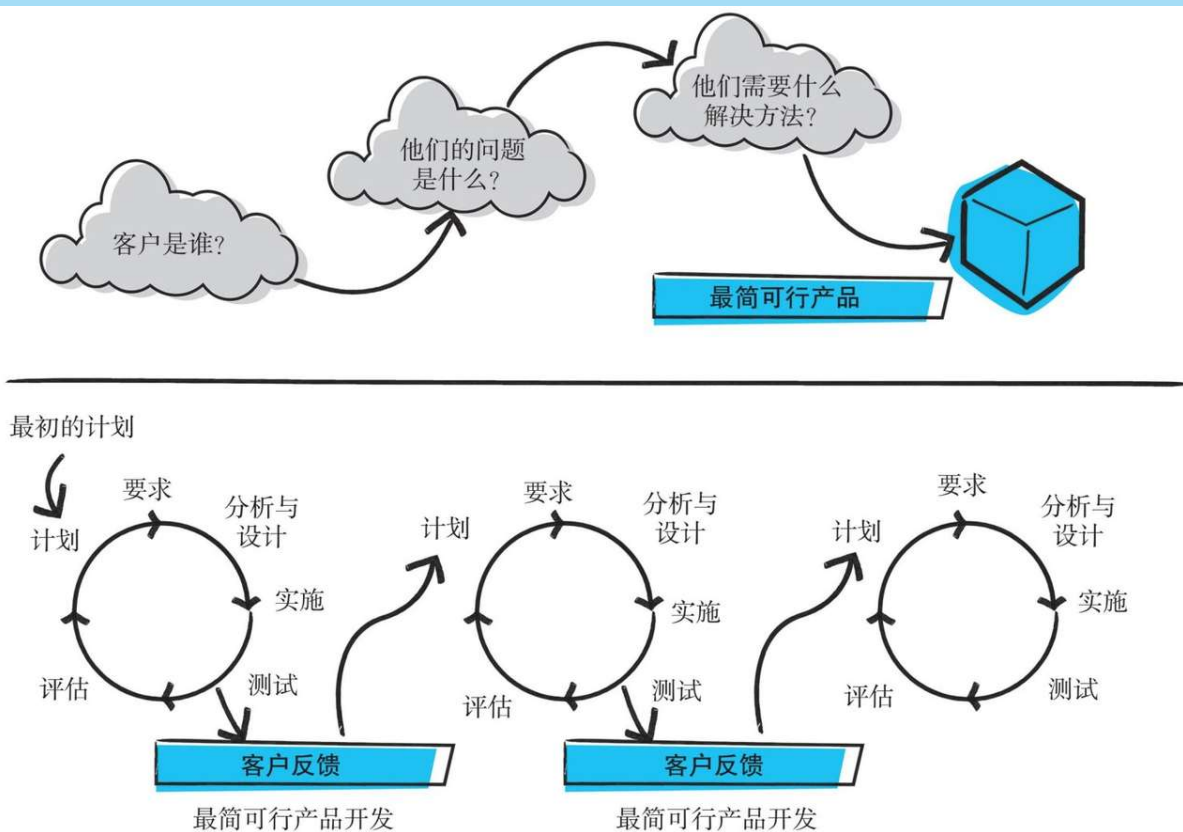 客户是谁?
他们的问题
是什么?
他们需要什么
解决方法?
最简可行产品
最初的计划
计划
要求
分析与
设计
实施
测试
评估
客户反馈
最简可行产品开发
计划
要求
分析与
设计
实施
测试
评估
客户反馈
最简可行产品开发
计划
要求
分析与
设计
实施
测试
评估